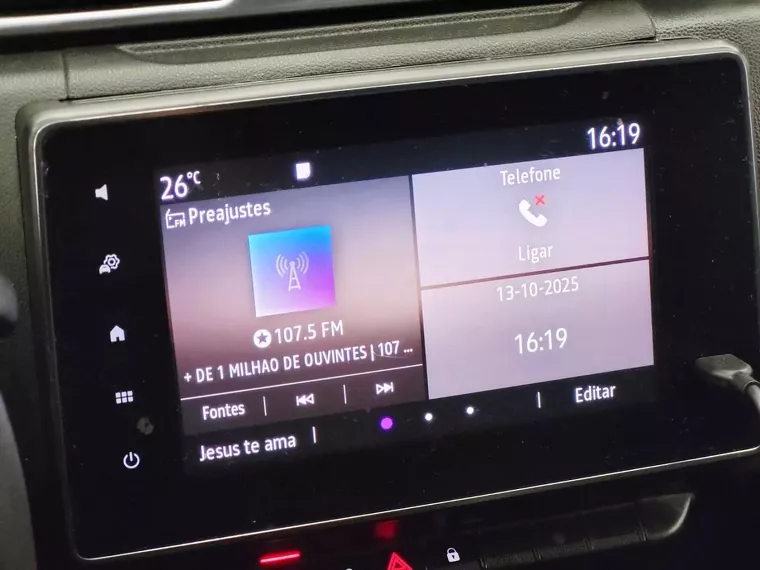 26°C
16:19
FM Preajustes
107.5 FM
+ DE 1 MILHAO DE OUVINTES | 107 ...
Fontes
Telefone
Ligar
13-10-2025
16:19
Jesus te ama
Editar